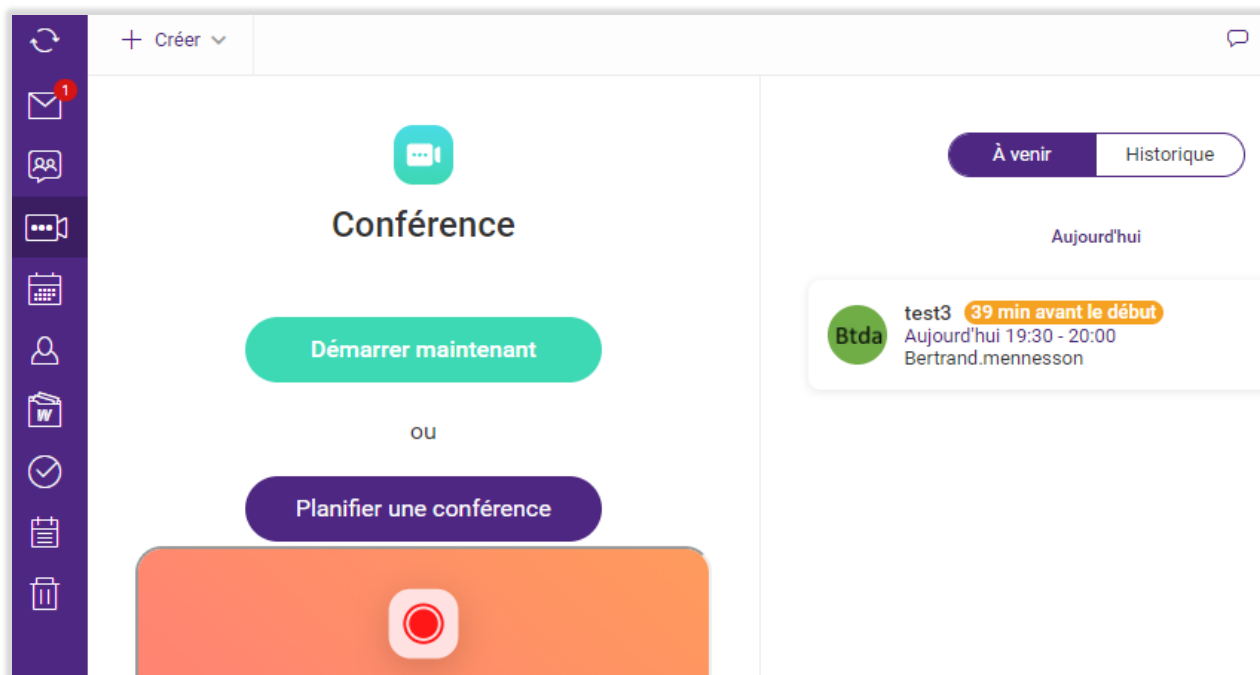 Créer
1
Conférence
Démarrer maintenant
ou
Planifier une conférence
À venir
Historique
Aujourd'hui
Btda
test3 39 min avant le début
Aujourd'hui 19:30 - 20:00
Bertrand.mennesson
W